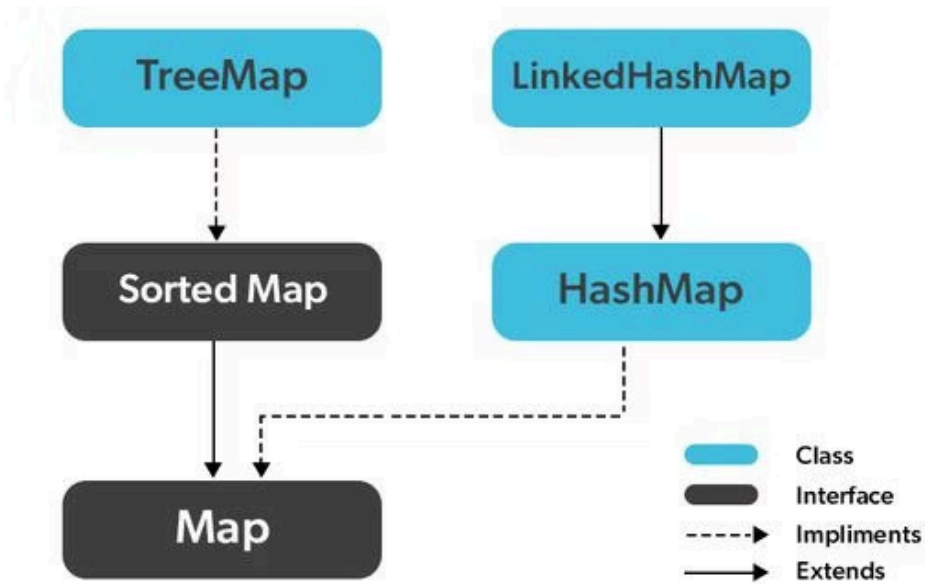 TreeMap
LinkedHashMap
Sorted Map
HashMap
Map
Class
Interface
Impliments
Extends